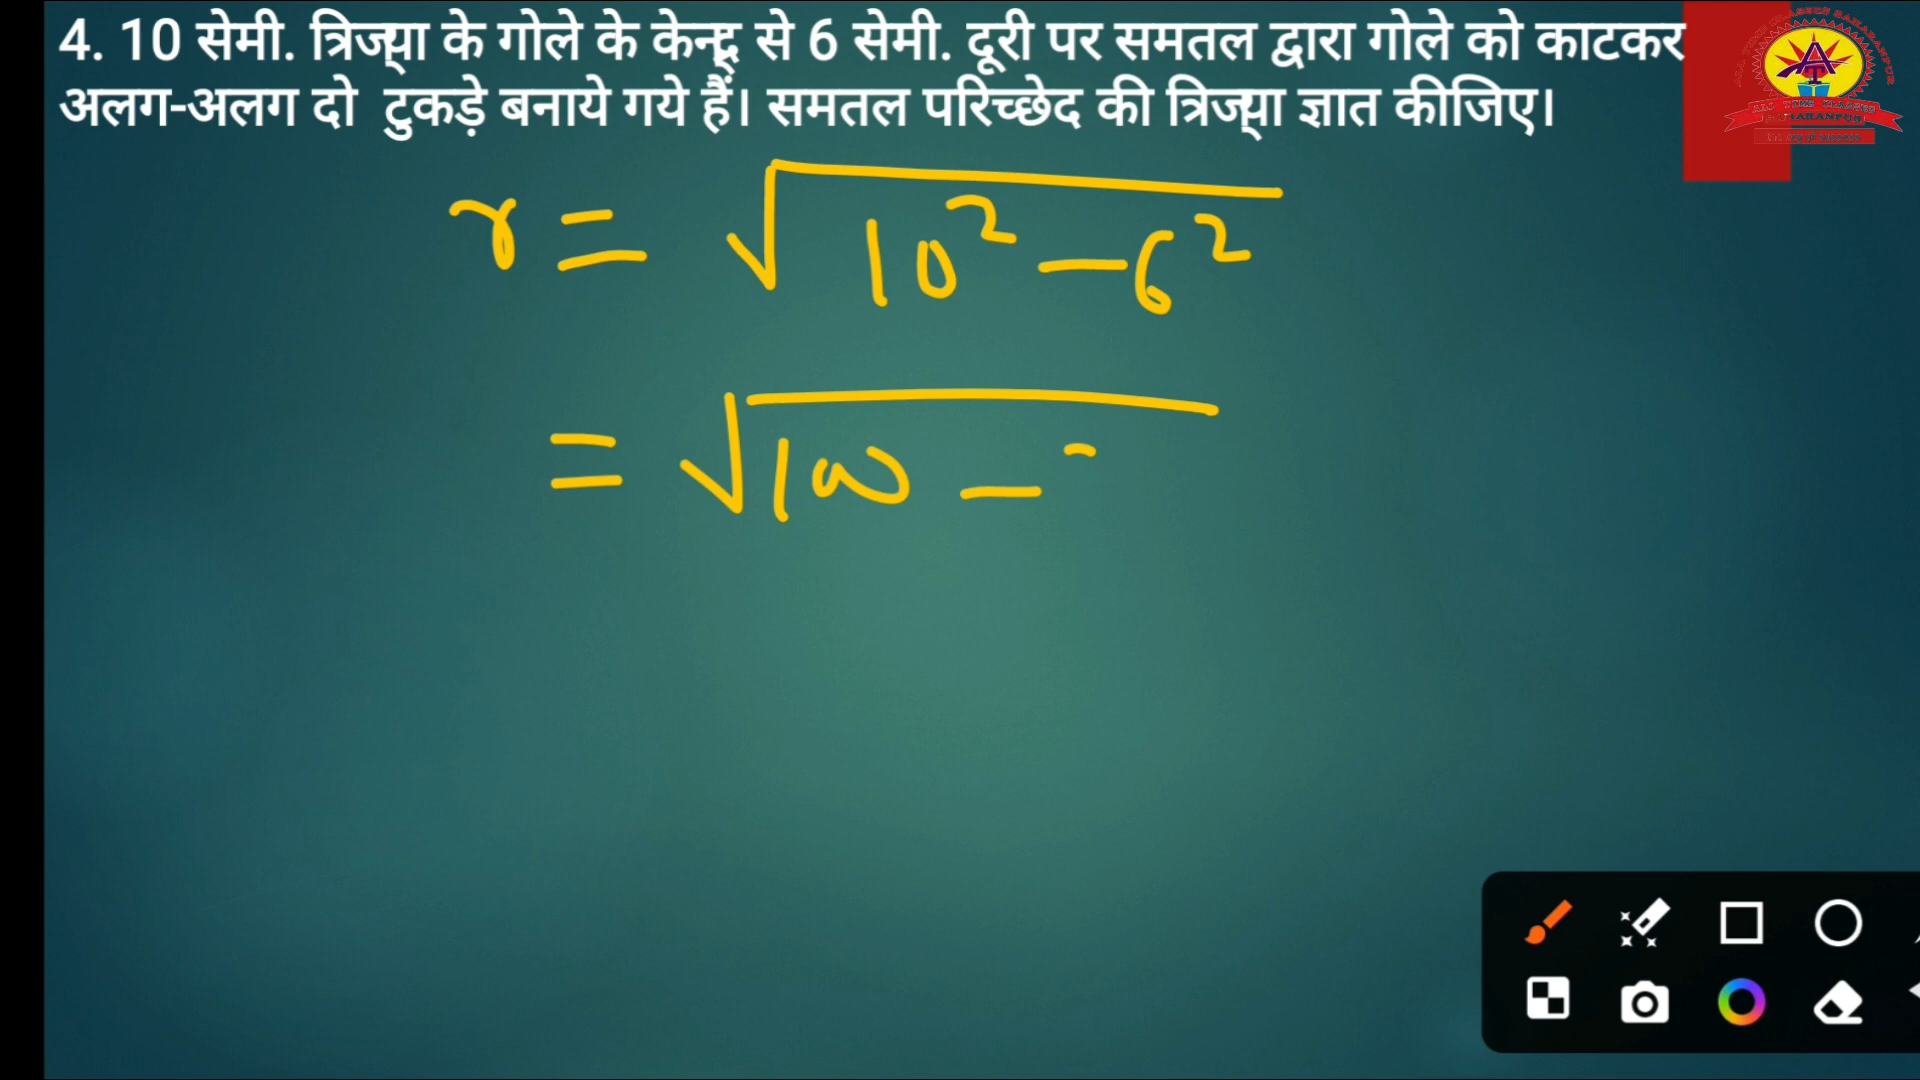 4. 10 सेमी. त्रिज्या के गोले के केन्द्र से 6 सेमी. दूरी पर समतल द्वारा गोले को काटकर
अलग-अलग दो टुकड़े बनाये गये हैं। समतल परिच्छेद की त्रिज्या ज्ञात कीजिए।
r = √10² - 6²
= √100 -